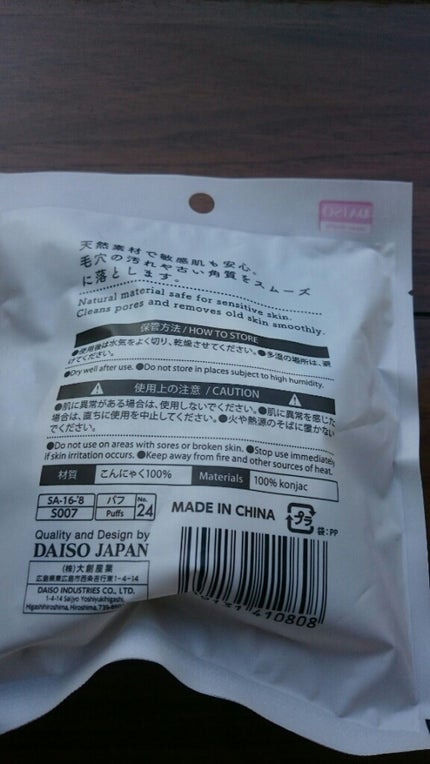 天然素材で敏感肌も安心。
毛穴の汚れや古い角質をスムーズ
に落とします。
Natural material safe for sensitive skin.
Cleans pores and removes old skin smoothly.
保管方法 / HOW TO STORE
●使用後は水気をよく切り、乾燥させてください。●多湿の場所は、避
けてください。
●Dry well after use. ●Do not store in places subject to high humidity.
使用上の注意 / CAUTION
●肌に異常がある場合は、使用しないでください。●肌に異常を感じた
場合は、直ちに使用を中止してください。●火や熱源のそばに置かない
でください。
●Do not use on areas with sores or broken skin. ●Stop use immediately
if skin irritation occurs. ●Keep away from fire and other sources of heat.
材質 こんにゃく100% Materials 100% konjac
SA-16-'8 パフ No.
S007 Puffs 24
MADE IN CHINA プラ
袋:PP
Quality and Design by
DAISO JAPAN
(株)大創産業
広島県東広島市西条吉行東1-4-14
DAISO INDUSTRIES CO., LTD.
1-4-14 Saijyo Yoshiyukihigashi,
Higashihiroshima, Hiroshima,
410808
DAISO